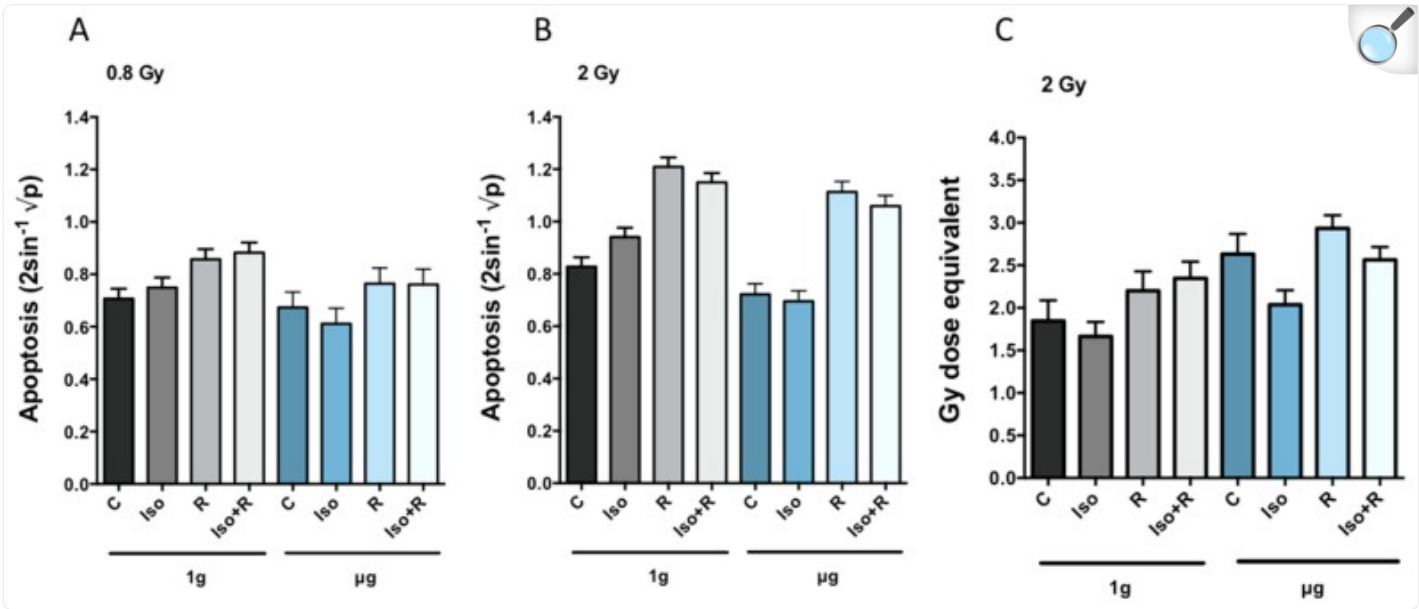 A
0.8 Gy
Apoptosis (2sin-1 √p)
1.4
1.2
1.0
0.8
0.6
0.4
0.2
0.0
C
Iso
R
Iso+R
C
Iso
R
Iso+R
1g
µg
B
2 Gy
Apoptosis (2sin-1 √p)
1.4
1.2
1.0
0.8
0.6
0.4
0.2
0.0
C
Iso
R
Iso+R
C
Iso
R
Iso+R
1g
µg
C
2 Gy
Gy dose equivalent
4.0
3.5
3.0
2.5
2.0
1.5
1.0
0.5
0.0
C
Iso
R
Iso+R
C
Iso
R
Iso+R
1g
µg